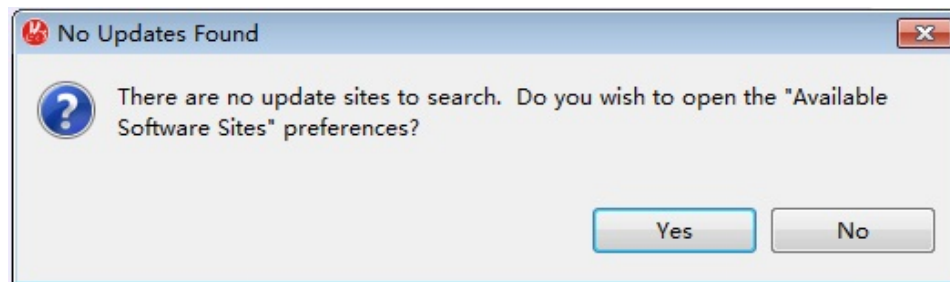 No Updates Found
There are no update sites to search.  Do you wish to open the "Available
Software Sites" preferences?
Yes
No